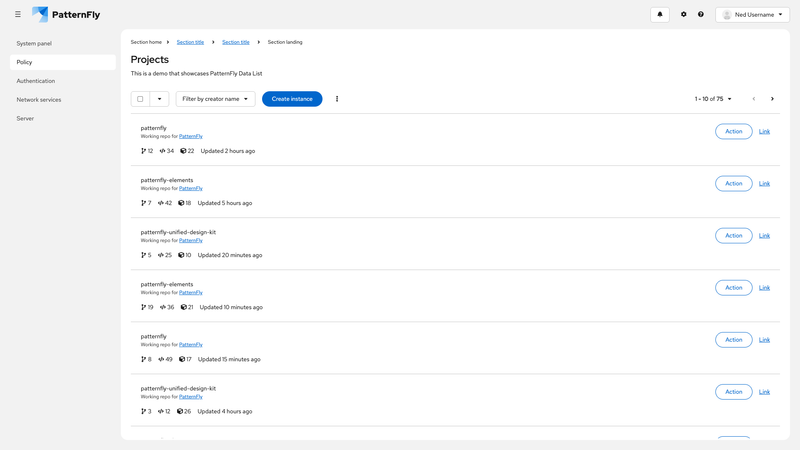 PatternFly
Ned Username
System panel
Policy
Authentication
Network services
Server
Section home
Section title
Section title
Section landing
Projects
This is a demo that showcases PatternFly Data List
Filter by creator name
Create instance
1 - 10 of 75
patternfly
Working repo for PatternFly
12 34 22 Updated 2 hours ago
Action Link
patternfly-elements
Working repo for PatternFly
7 42 18 Updated 5 hours ago
Action Link
patternfly-unified-design-kit
Working repo for PatternFly
5 25 10 Updated 20 minutes ago
Action Link
patternfly-elements
Working repo for PatternFly
19 36 21 Updated 10 minutes ago
Action Link
patternfly
Working repo for PatternFly
8 49 17 Updated 15 minutes ago
Action Link
patternfly-unified-design-kit
Working repo for PatternFly
3 12 26 Updated 4 hours ago
Action Link